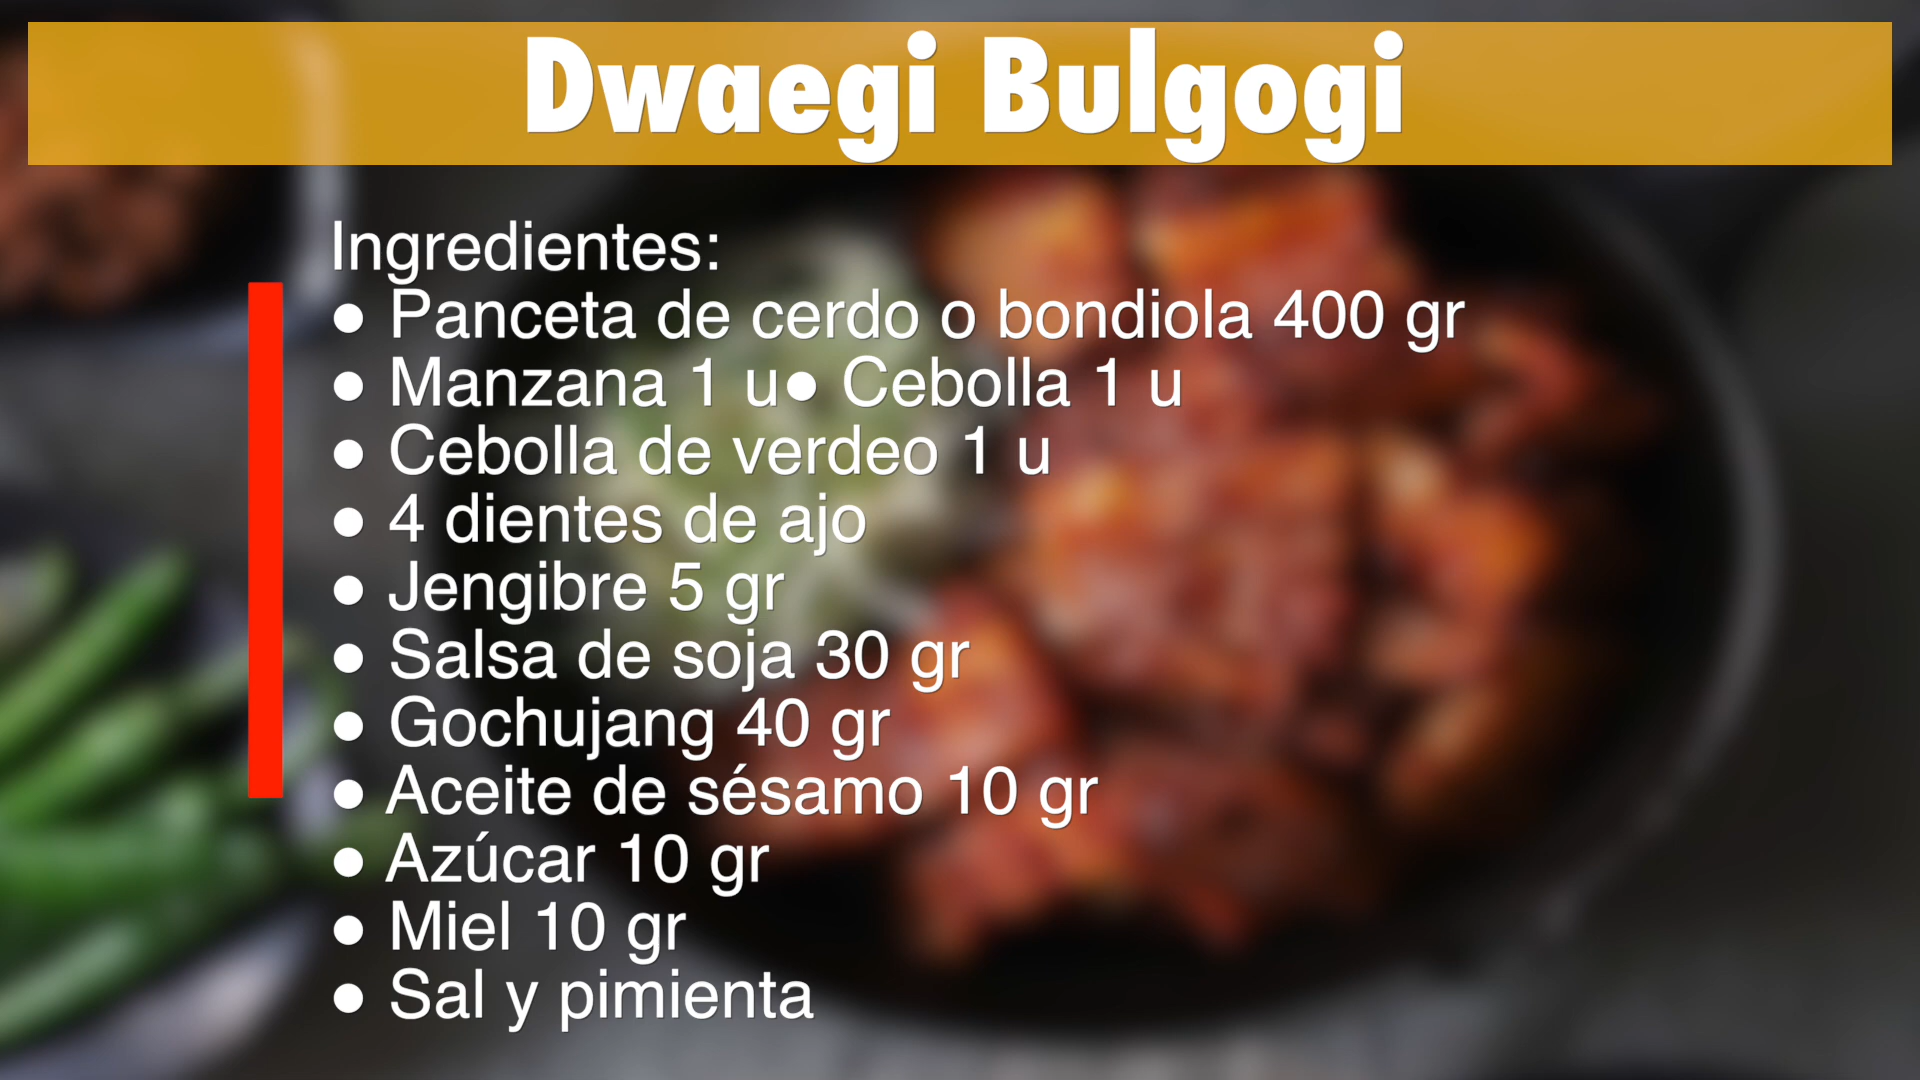 Dwaegi Bulgogi
Ingredientes:
● Panceta de cerdo o bondiola 400 gr
● Manzana 1 u● Cebolla 1 u
● Cebolla de verdeo 1 u
● 4 dientes de ajo
● Jengibre 5 gr
● Salsa de soja 30 gr
● Gochujang 40 gr
● Aceite de sésamo 10 gr
● Azúcar 10 gr
● Miel 10 gr
● Sal y pimienta